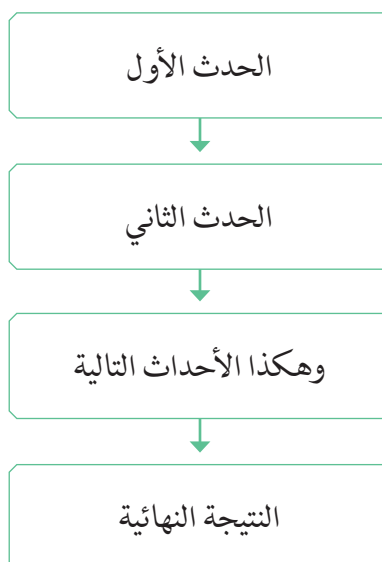 الحدث الأول
الحدث الثاني
وهكذا الأحداث التالية
النتيجة النهائية